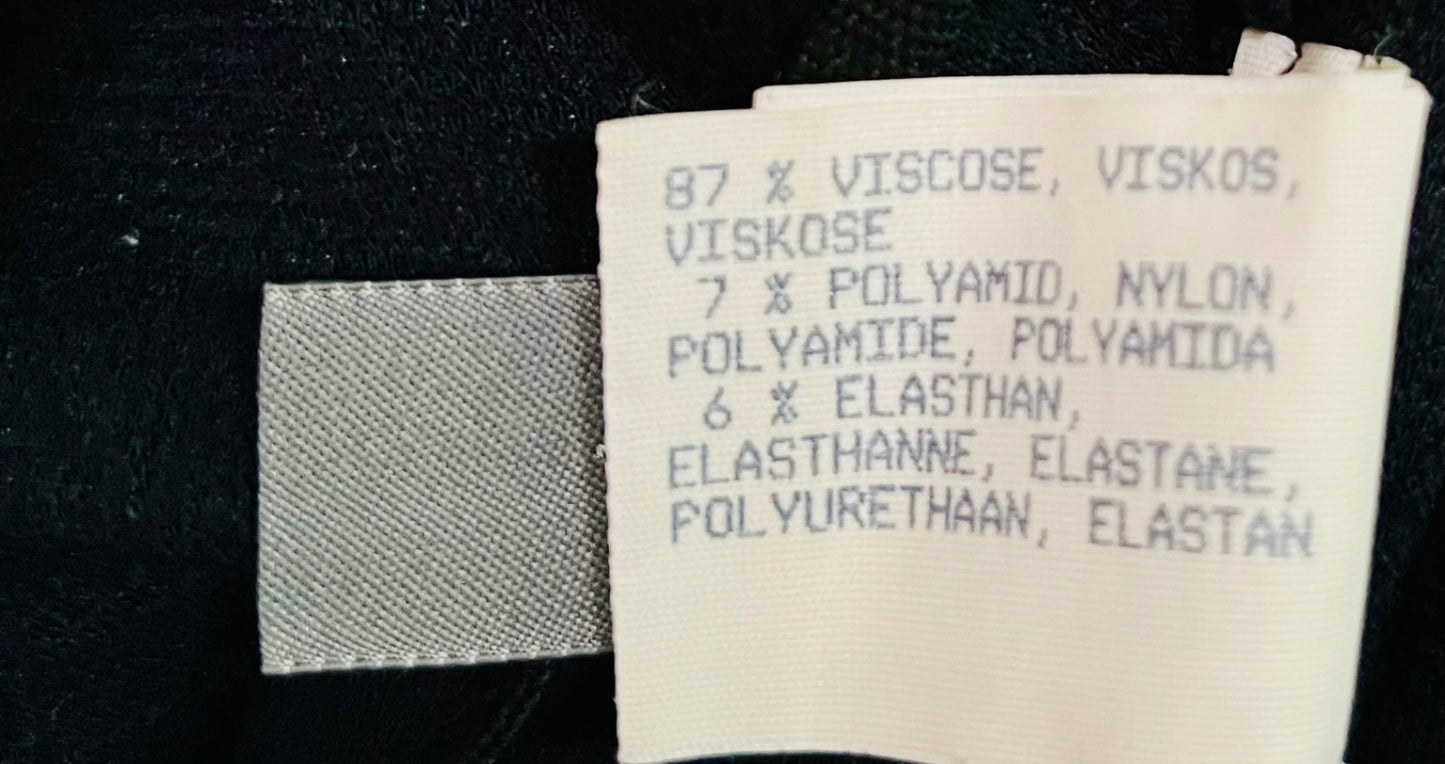 87 % VISCOSE, VISKOS,
VISKOSE
7 % POLYAMID, NYLON,
POLYAMIDE, POLYAMIDA
6 % ELASTHAN,
ELASTHANNE, ELASTANE,
POLYURETHAAN, ELASTAN